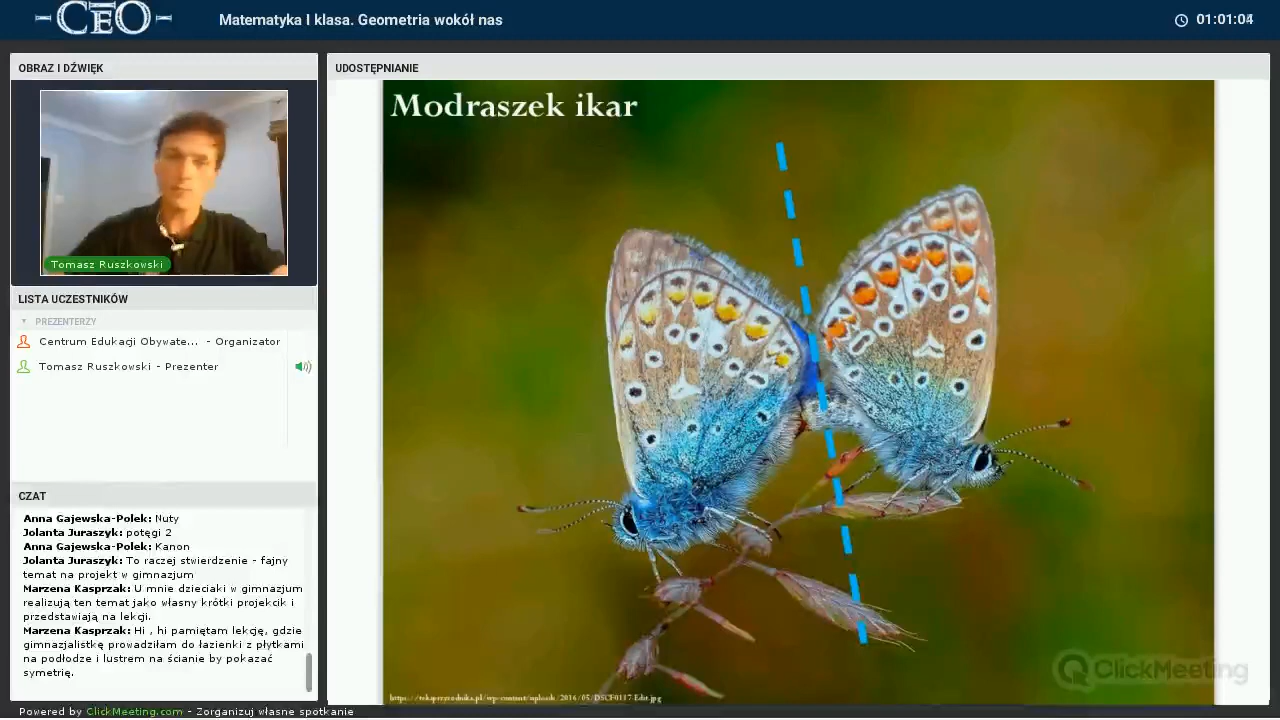 CEO
Matematyka I klasa. Geometria wokół nas
01:01:04
OBRAZ I DŹWIĘK
UDOSTĘPNIANIE
Modraszek ikar
Tomasz Ruszkowski
LISTA UCZESTNIKÓW
PREZENTERZY
Centrum Edukacji Obywate... - Organizator
Tomasz Ruszkowski - Prezenter
CZAT
Anna Gajewska-Polek: Nuty
Jolanta Juraszyk: potęgi 2
Anna Gajewska-Polek: Kanon
Jolanta Juraszyk: To raczej stwierdzenie - fajny
temat na projekt w gimnazjum
Marzena Kasprzak: U mnie dzieciaki w gimnazjum
realizują ten temat jako własny krótki projekcik i
przedstawiają na lekcji.
Marzena Kasprzak: Hi , hi pamiętam lekcję, gdzie
gimnazjalistkę prowadziłam do łazienki z płytkami
na podłodze i lustrem na ścianie by pokazać
symetrię.
ClickMeeting
Powered by ClickMeeting.com - Zorganizuj własne spotkanie